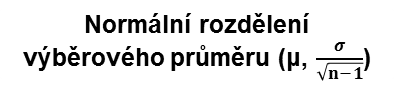 Normální rozdělení
výběrového průměru (μ, σ/√n−1)